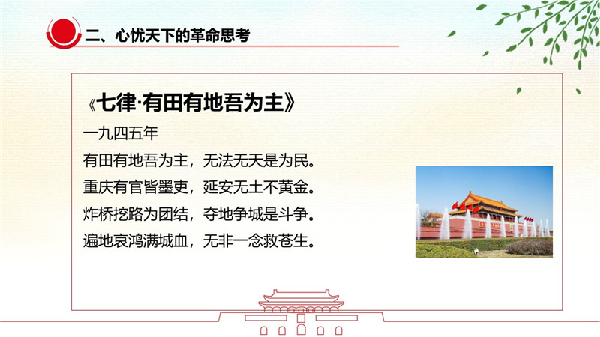 二、心忧天下的革命思考
《七律·有田有地吾为主》
一九四五年
有田有地吾为主，无法无天是为民。
重庆有官皆墨吏，延安无土不黄金。
炸桥挖路为团结，夺地争城是斗争。
遍地哀鸿满城血，无非一念救苍生。